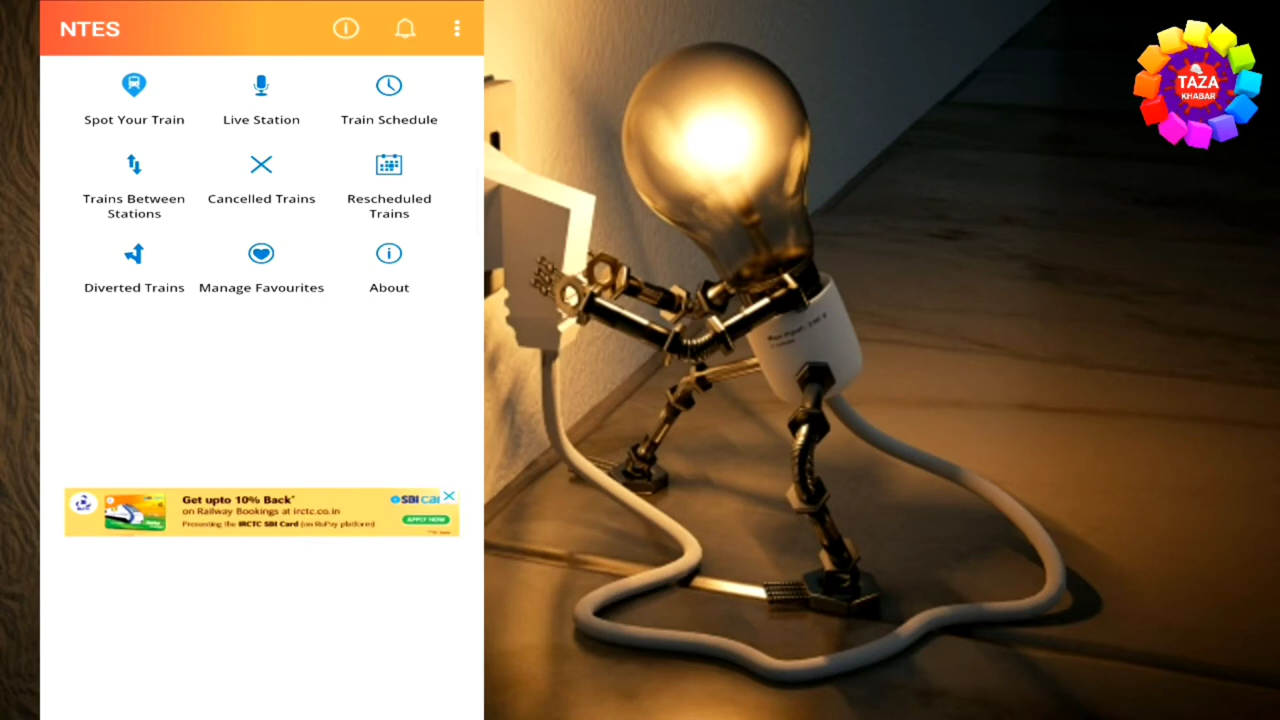 NTES
Spot Your Train
Live Station
Train Schedule
Trains Between
Stations
Cancelled Trains
Rescheduled
Trains
Diverted Trains
Manage Favourites
About
Get upto 10% Back*
on Railway Bookings at irctc.co.in
Presenting the IRCTC SBI Card (on RuPay platform)
SBI
APPLY NOW
TAZA
KHABAR